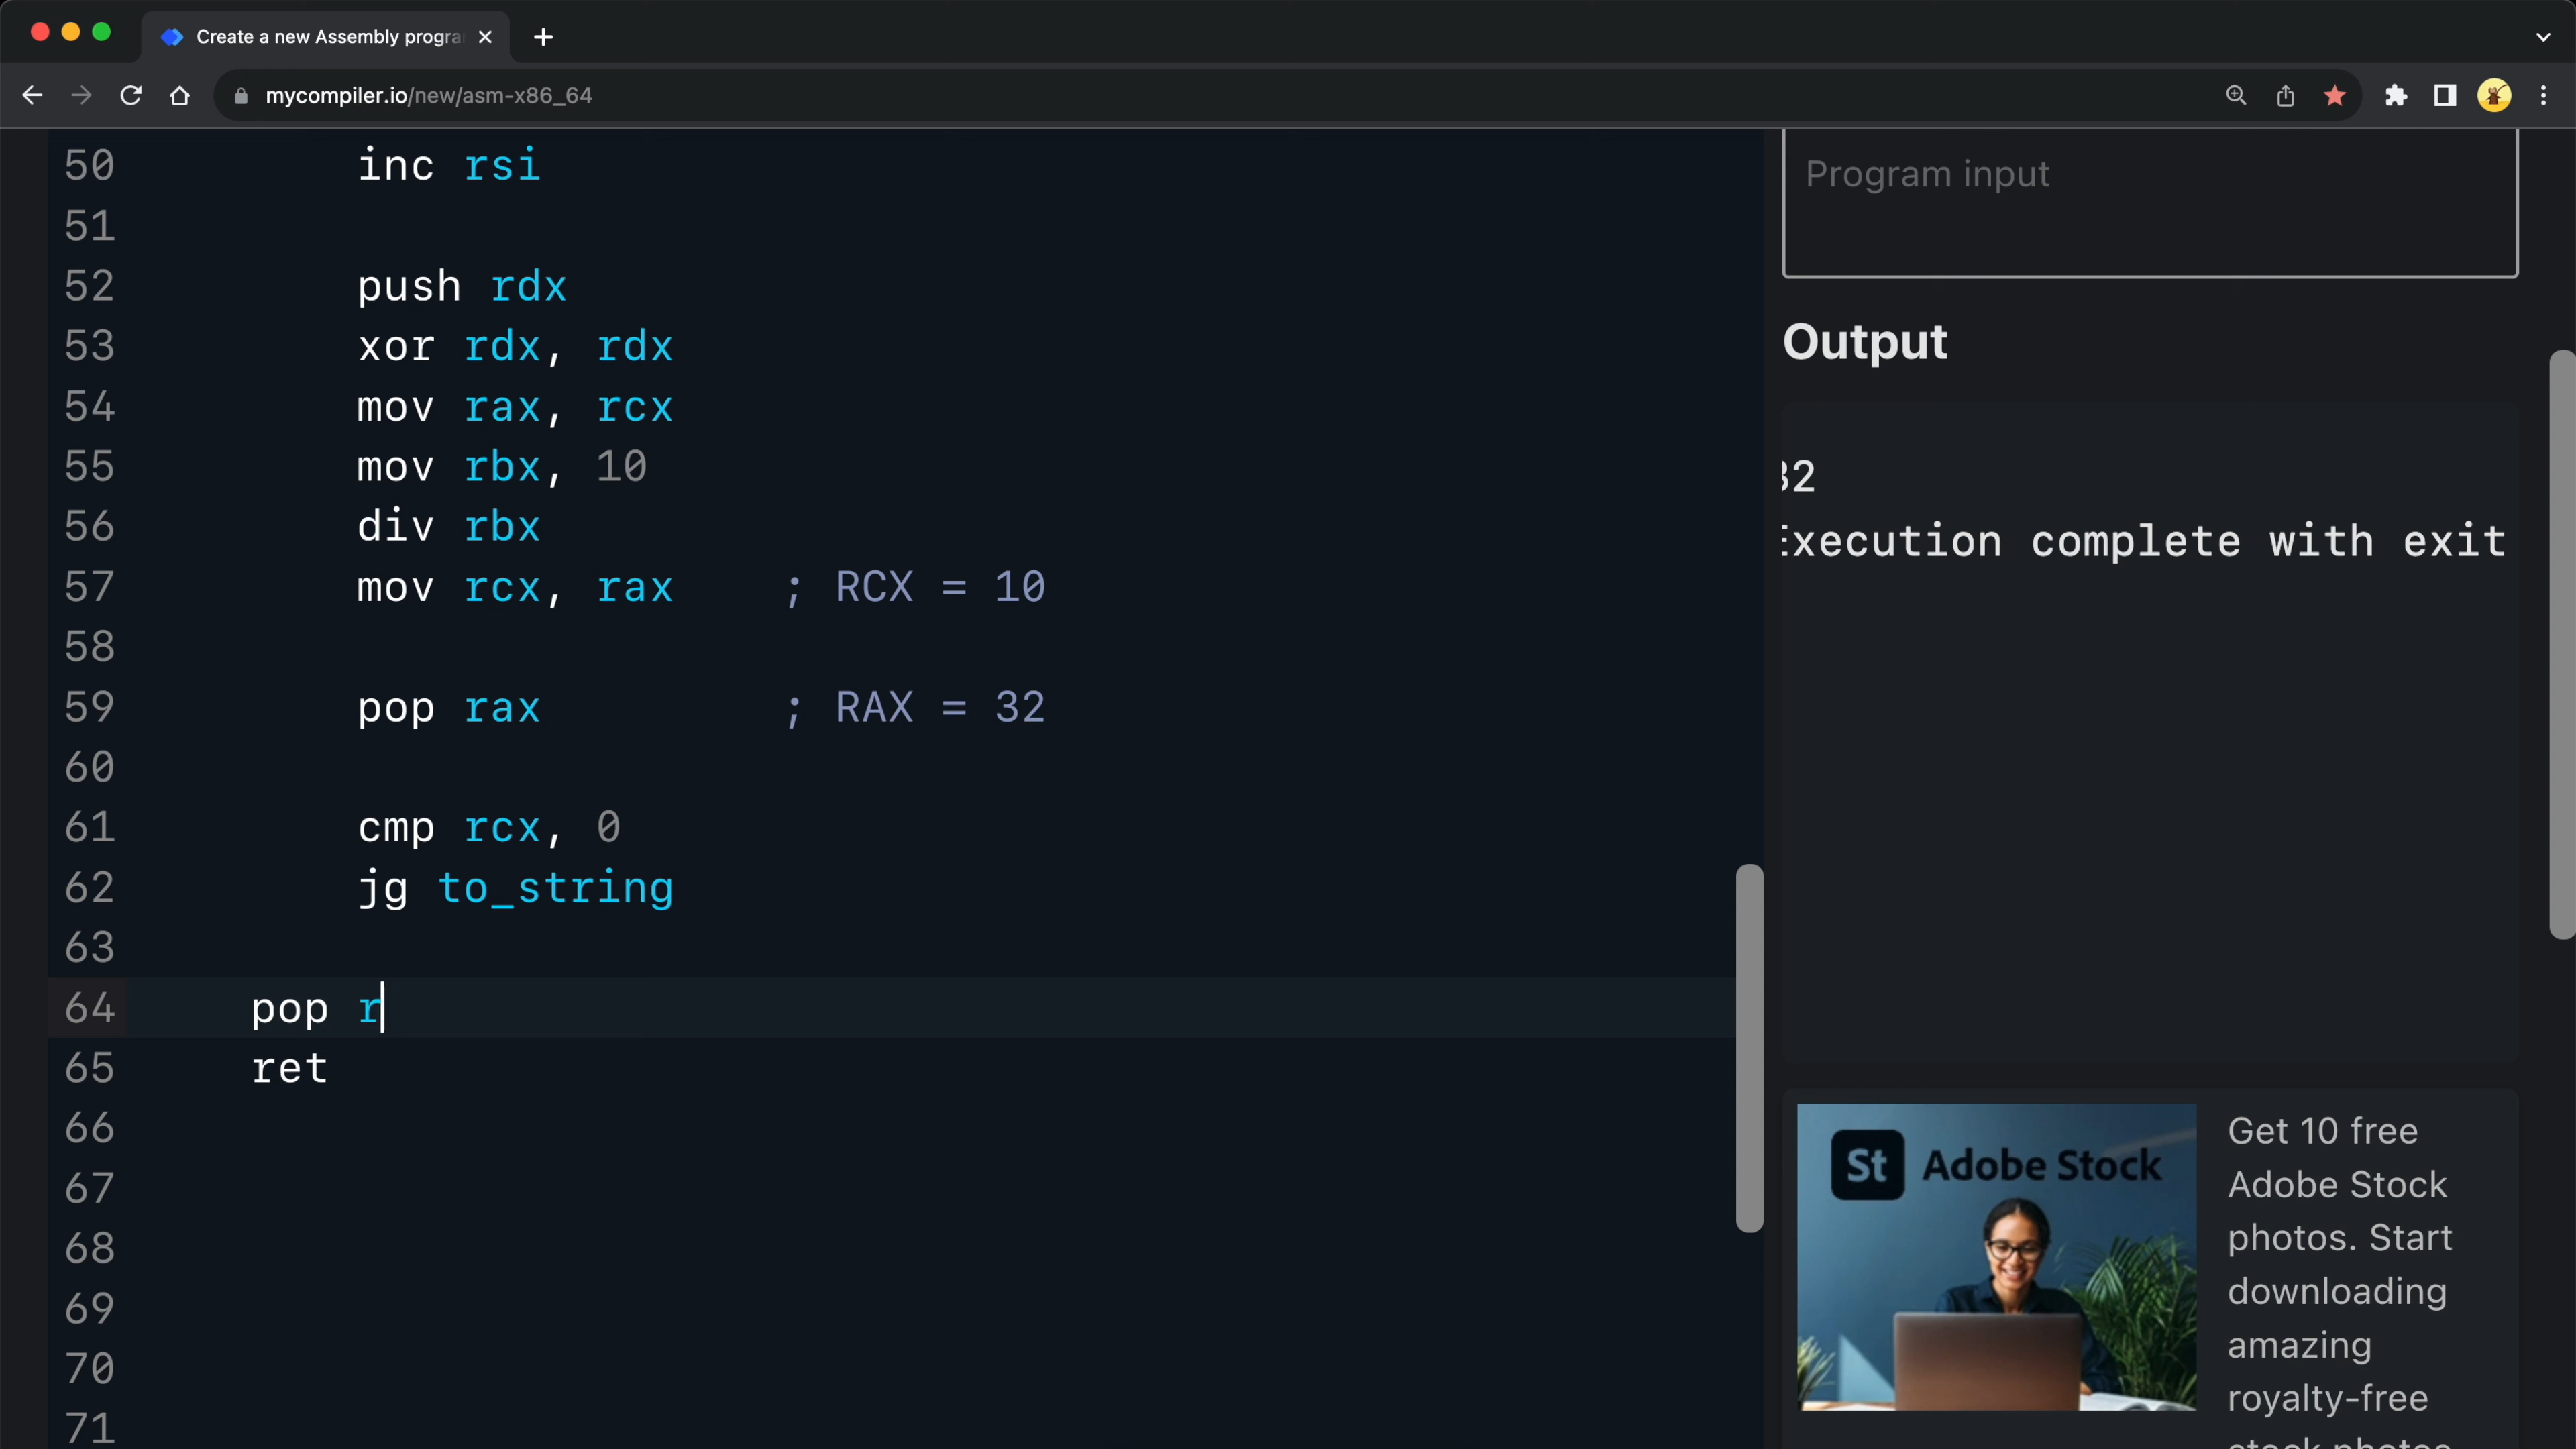 Create a new Assembly progra
mycompiler.io/new/asm-x86_64
50 inc rsi
51
52 push rdx
53 xor rdx, rdx
54 mov rax, rcx
55 mov rbx, 10
56 div rbx
57 mov rcx, rax ; RCX = 10
58
59 pop rax ; RAX = 32
60
61 cmp rcx, 0
62 jg to_string
63
64 pop r
65 ret
66
67
68
69
70
71
Program input
Output
32
Execution complete with exit
St Adobe Stock
Get 10 free
Adobe Stock
photos. Start
downloading
amazing
royalty-free
stock photos